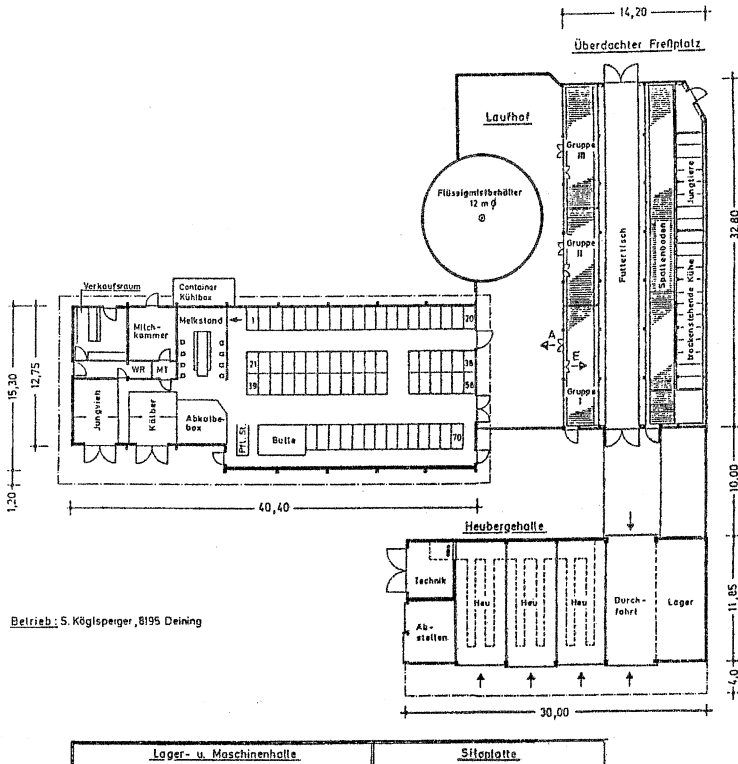 14,20
Überdachter Freßplatz
Laufhof
Gruppe
III
Flüssigmistbehälter
12 m ϕ
Jungtiere
32,80
Gruppe
II
Futtertisch
Spaltenboden
trockenstehende Kühe
Verkaufsraum
Container
Kühlbox
Milch-
kammer
Melkstand
1
20
A
E
WR
MT
21
38
39
56
Gruppe
I
15,30
12,75
Jungvieh
Kälber
Abkalbe-
box
Pfl. St.
Bulle
70
1,20
40,40
10,00
Heubergehalle
Technik
Heu
Heu
Heu
Durch-
fahrt
Lager
Ab-
stellen
11,85
4,0
Betrieb: S. Köglsperger, 8195 Deining
30,00
Lager- u. Maschinenhalle
Siloplatte